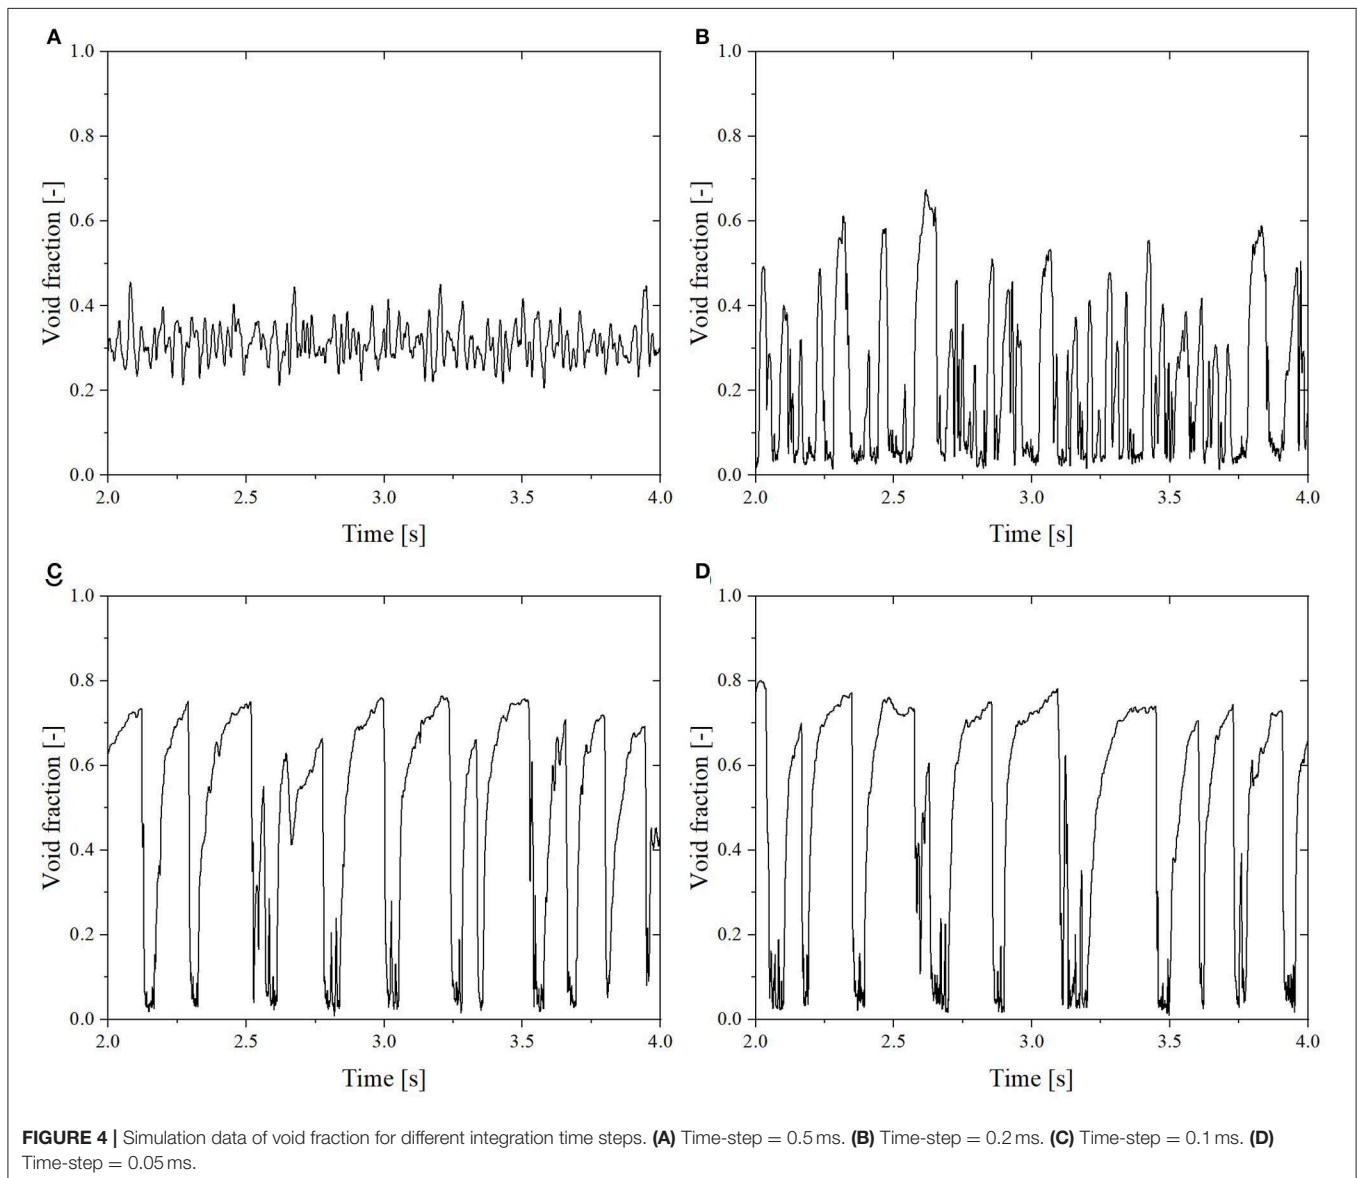 A
1.0
0.8
0.6
0.4
0.2
0.0
Void fraction [-]
2.0 2.5 3.0 3.5 4.0
Time [s]
B
1.0
0.8
0.6
0.4
0.2
0.0
Void fraction [-]
2.0 2.5 3.0 3.5 4.0
Time [s]
C
1.0
0.8
0.6
0.4
0.2
0.0
Void fraction [-]
2.0 2.5 3.0 3.5 4.0
Time [s]
D
1.0
0.8
0.6
0.4
0.2
0.0
Void fraction [-]
2.0 2.5 3.0 3.5 4.0
Time [s]
FIGURE 4 | Simulation data of void fraction for different integration time steps. (A) Time-step = 0.5 ms. (B) Time-step = 0.2 ms. (C) Time-step = 0.1 ms. (D)
Time-step = 0.05 ms.